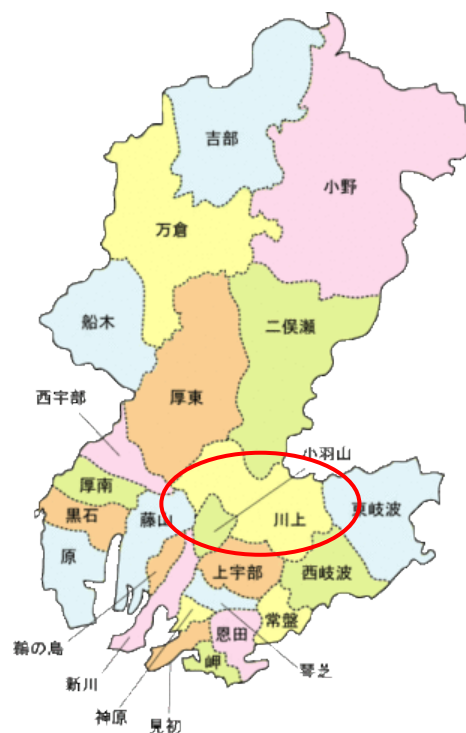 吉部
小野
万倉
船木
二俣瀬
厚東
西宇部
小羽山
厚南
黒石
藤山
川上
東岐波
原
上宇部
西岐波
鵜の島
常盤
恩田
新川
琴芝
岬
神原
見初